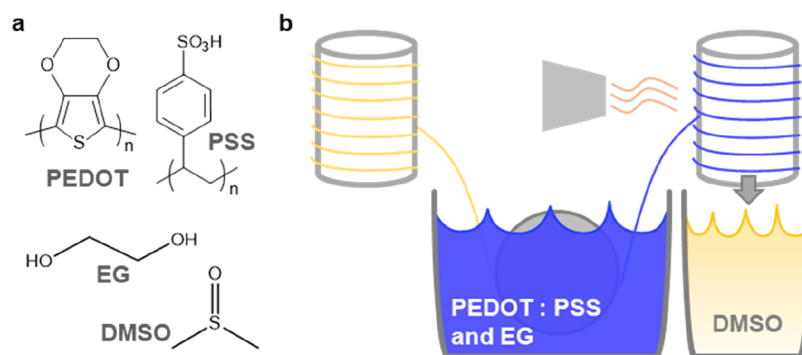 a
O O
S
n
PEDOT
SO₃H
PSS
n
HO OH
EG
O
S
DMSO
b
PEDOT : PSS
and EG
DMSO